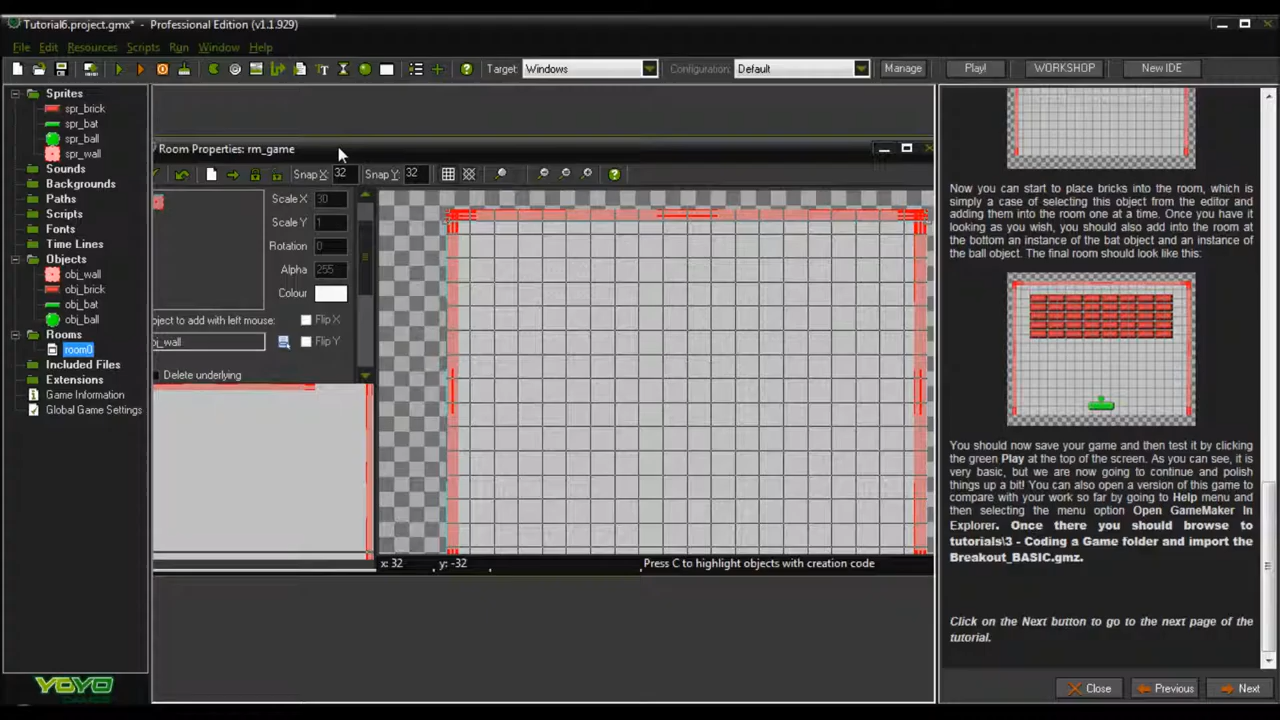 Tutorial6.project.gmx* - Professional Edition (v1.1.929)
File Edit Resources Scripts Run Window Help
Target: Windows Configuration: Default Manage Play! WORKSHOP New IDE
Sprites
spr_brick
spr_bat
spr_ball
spr_wall
Sounds
Backgrounds
Paths
Scripts
Fonts
Time Lines
Objects
obj_wall
obj_brick
obj_bat
obj_ball
Rooms
room0
Included Files
Extensions
Game Information
Global Game Settings
YOYO
GAMES
Room Properties: rm_game
Snap X 32 Snap Y: 32
Scale X 30
Scale Y 1
Rotation 0
Alpha 255
Colour
bject to add with left mouse: Flip X
bj_wall Flip Y
Delete underlying
x: 32 y: -32 Press C to highlight objects with creation code
Now you can start to place bricks into the room, which is
simply a case of selecting this object from the editor and
adding them into the room one at a time. Once you have it
looking as you wish, you should also add into the room at
the bottom an instance of the bat object and an instance of
the ball object. The final room should look like this:
You should now save your game and then test it by clicking
the green Play at the top of the screen. As you can see, it is
very basic, but we are now going to continue and polish
things up a bit! You can also open a version of this game to
compare with your work so far by going to Help menu and
then selecting the menu option Open GameMaker In
Explorer. Once there you should browse to
tutorials\3 - Coding a Game folder and import the
Breakout_BASIC.gmz.
Click on the Next button to go to the next page of the
tutorial.
Close Previous Next